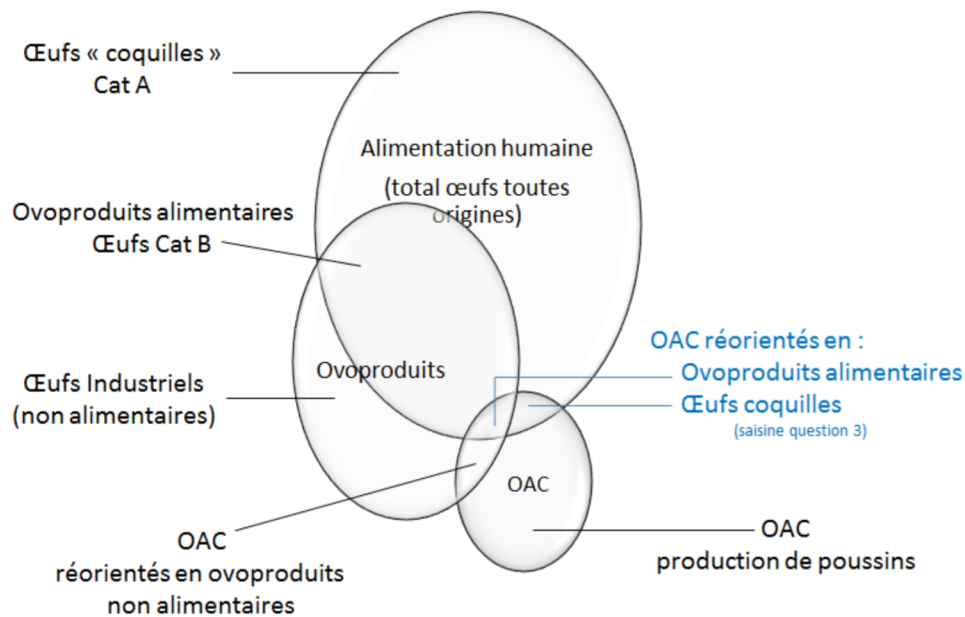 Œufs « coquilles »
Cat A
Alimentation humaine
(total œufs toutes
origines)
Ovoproduits alimentaires
Œufs Cat B
OAC réorientés en :
Ovoproduits alimentaires
Œufs coquilles
(saisine question 3)
Ovoproduits
Œufs Industriels
(non alimentaires)
OAC
OAC
réorientés en ovoproduits
non alimentaires
OAC
production de poussins